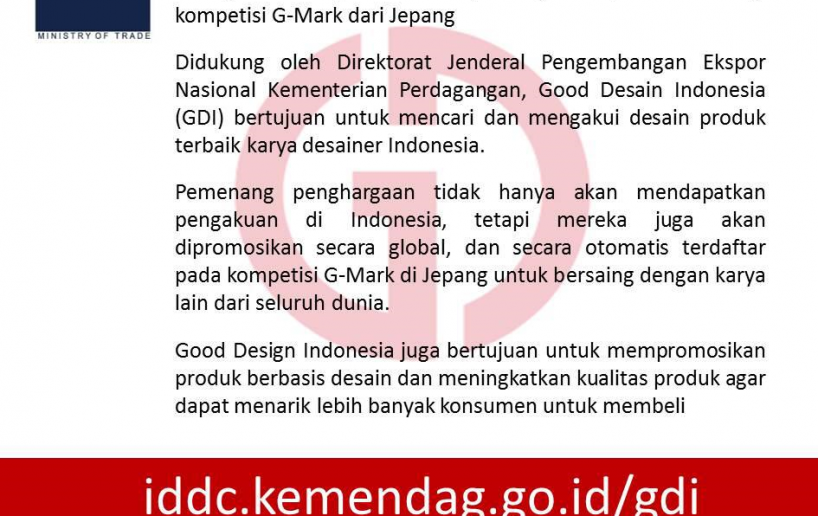 MINISTRY OF TRADE
kompetisi G-Mark dari Jepang
Didukung oleh Direktorat Jenderal Pengembangan Ekspor
Nasional Kementerian Perdagangan, Good Desain Indonesia
(GDI) bertujuan untuk mencari dan mengakui desain produk
terbaik karya desainer Indonesia.
Pemenang penghargaan tidak hanya akan mendapatkan
pengakuan di Indonesia, tetapi mereka juga akan
dipromosikan secara global, dan secara otomatis terdaftar
pada kompetisi G-Mark di Jepang untuk bersaing dengan karya
lain dari seluruh dunia.
Good Design Indonesia juga bertujuan untuk mempromosikan
produk berbasis desain dan meningkatkan kualitas produk agar
dapat menarik lebih banyak konsumen untuk membeli
iddc.kemendag.go.id/gdi